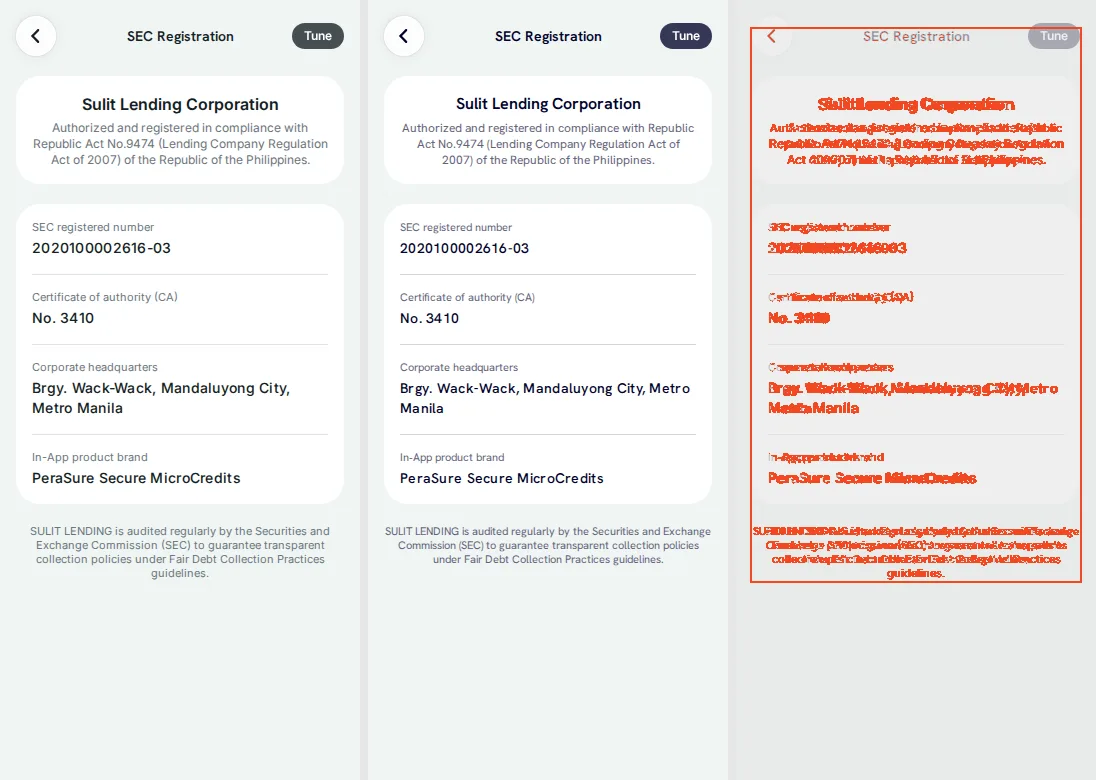 SEC Registration
Tune
Sulit Lending Corporation
Authorized and registered in compliance with
Republic Act No.9474 (Lending Company Regulation
Act of 2007) of the Republic of the Philippines.
SEC registered number
2020100002616-03
Certificate of authority (CA)
No. 3410
Corporate headquarters
Brgy. Wack-Wack, Mandaluyong City,
Metro Manila
In-App product brand
PeraSure Secure MicroCredits
SULIT LENDING is audited regularly by the Securities and
Exchange Commission (SEC) to guarantee transparent
collection policies under Fair Debt Collection Practices
guidelines.
SEC Registration
Tune
Sulit Lending Corporation
Authorized and registered in compliance with Republic
Act No.9474 (Lending Company Regulation Act of
2007) of the Republic of the Philippines.
SEC registered number
2020100002616-03
Certificate of authority (CA)
No. 3410
Corporate headquarters
Brgy. Wack-Wack, Mandaluyong City, Metro
Manila
In-App product brand
PeraSure Secure MicroCredits
SULIT LENDING is audited regularly by the Securities and Exchange
Commission (SEC) to guarantee transparent collection policies
under Fair Debt Collection Practices guidelines.
SEC Registration
Tune
No.
Manila
PeraSure Secure
guidelines.